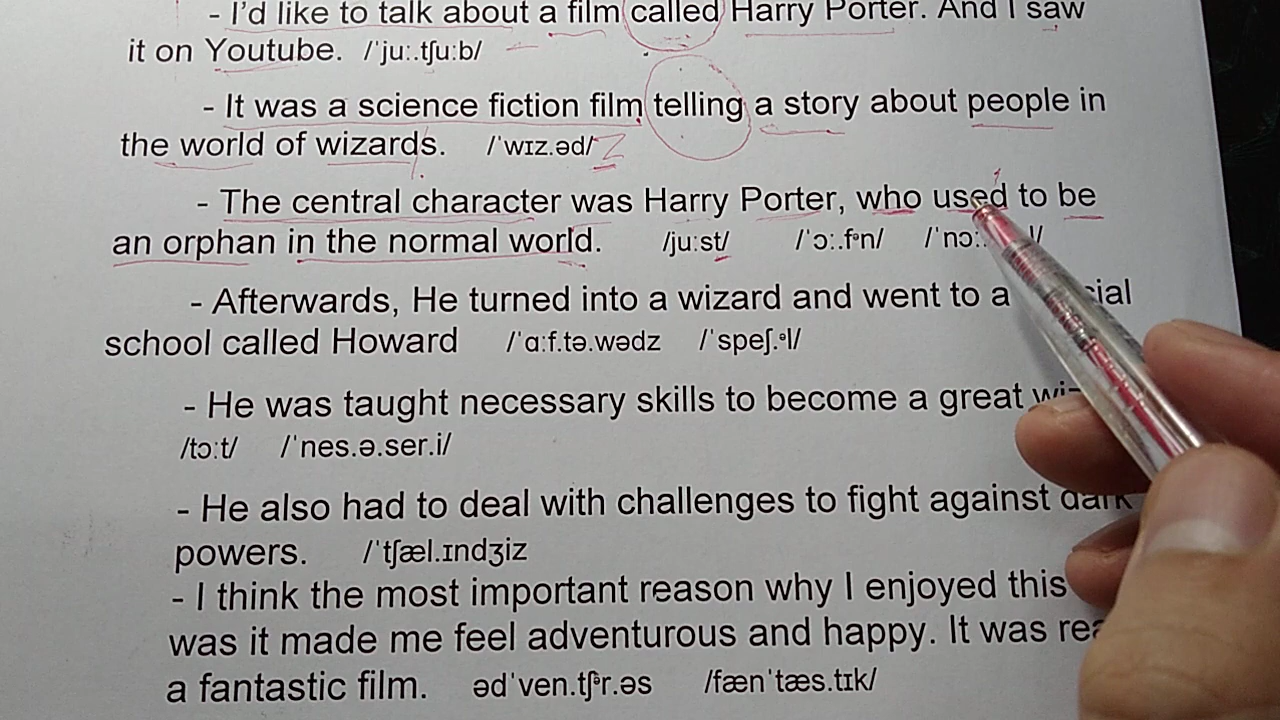 - I'd like to talk about a film called Harry Porter. And I saw
it on Youtube. /ˈjuː.tʃuːb/
- It was a science fiction film telling a story about people in
the world of wizards. /ˈwɪz.əd/ Z
- The central character was Harry Porter, who used to be
an orphan in the normal world. /juːst/ /ˈɔː.fᵊn/
- Afterwards, He turned into a wizard and went to a
school called Howard /ˈɑːf.tə.wədz /ˈspeʃ.ᵊl/
- He was taught necessary skills to become a great
/tɔːt/ /ˈnes.ə.ser.i/
- He also had to deal with challenges to fight against dark
powers. /ˈtʃæl.ɪndʒiz
- I think the most important reason why I enjoyed this
was it made me feel adventurous and happy. It was
a fantastic film. ədˈven.tʃᵊr.əs /fænˈtæs.tɪk/